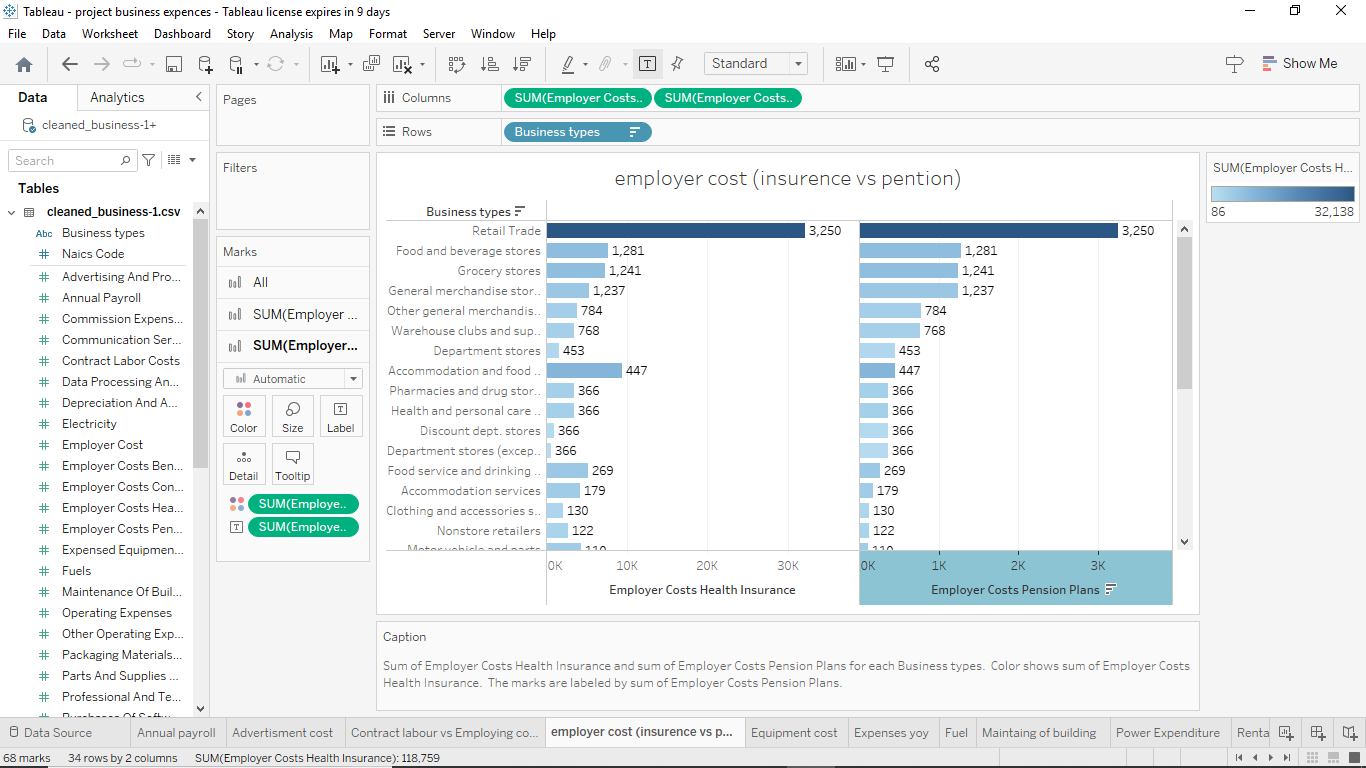 Tableau - project business expences - Tableau license expires in 9 days
File Data Worksheet Dashboard Story Analysis Map Format Server Window Help
Standard
Show Me
Data Analytics
cleaned_business-1+
Search
Tables
cleaned_business-1.csv
Abc Business types
Naics Code
Advertising And Pro...
Annual Payroll
Commission Expens...
Communication Ser...
Contract Labor Costs
Data Processing An...
Depreciation And A...
Electricity
Employer Cost
Employer Costs Ben...
Employer Costs Con...
Employer Costs Hea...
Employer Costs Pen...
Expensed Equipmen...
Fuels
Maintenance Of Buil...
Operating Expenses
Other Operating Exp...
Packaging Materials...
Parts And Supplies ...
Professional And Te...
Pages
Filters
Marks
All
SUM(Employer ...
SUM(Employer...
Automatic
Color Size Label
Detail Tooltip
SUM(Employe..
T SUM(Employe..
Columns SUM(Employer Costs.. SUM(Employer Costs..
Rows Business types
employer cost (insurence vs pention)
Business types
Retail Trade 3,250 3,250
Food and beverage stores 1,281 1,281
Grocery stores 1,241 1,241
General merchandise stor.. 1,237 1,237
Other general merchandis.. 784 784
Warehouse clubs and sup.. 768 768
Department stores 453 453
Accommodation and food .. 447 447
Pharmacies and drug stor.. 366 366
Health and personal care .. 366 366
Discount dept. stores 366 366
Department stores (excep.. 366 366
Food service and drinking .. 269 269
Accommodation services 179 179
Clothing and accessories s.. 130 130
Nonstore retailers 122 122
Motor vehicle and parts 110 110
0K 10K 20K 30K 0K 1K 2K 3K
Employer Costs Health Insurance Employer Costs Pension Plans
SUM(Employer Costs H...
86 32,138
Caption
Sum of Employer Costs Health Insurance and sum of Employer Costs Pension Plans for each Business types. Color shows sum of Employer Costs
Health Insurance. The marks are labeled by sum of Employer Costs Pension Plans.
Data Source Annual payroll Advertisment cost Contract labour vs Employing co... employer cost (insurence vs p... Equipment cost Expenses yoy Fuel Maintaing of building Power Expenditure Renta
68 marks 34 rows by 2 columns SUM(Employer Costs Health Insurance): 118,759